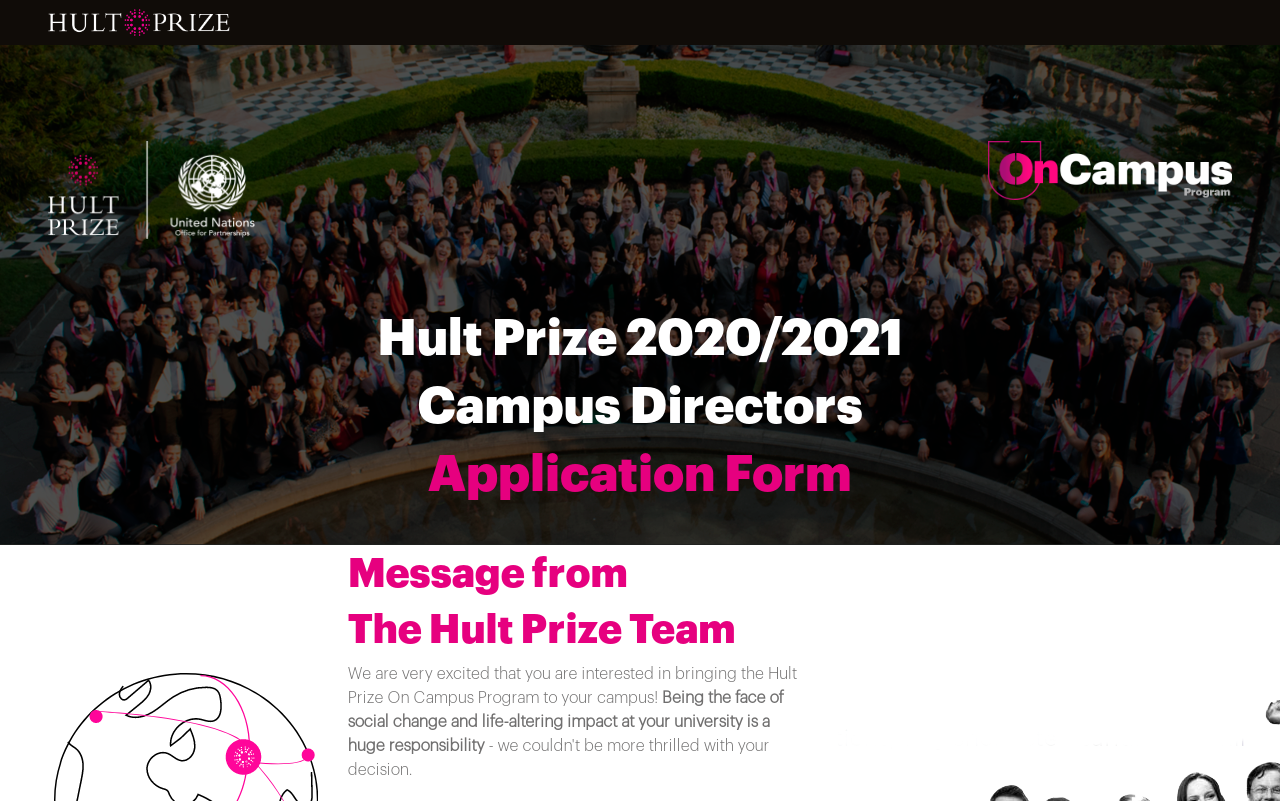 HULT PRIZE
HULT
PRIZE
United Nations
Office for Partnerships
OnCampus
Program
Hult Prize 2020/2021
Campus Directors
Application Form
Message from
The Hult Prize Team
We are very excited that you are interested in bringing the Hult
Prize On Campus Program to your campus! Being the face of
social change and life-altering impact at your university is a
huge responsibility - we couldn't be more thrilled with your
decision.